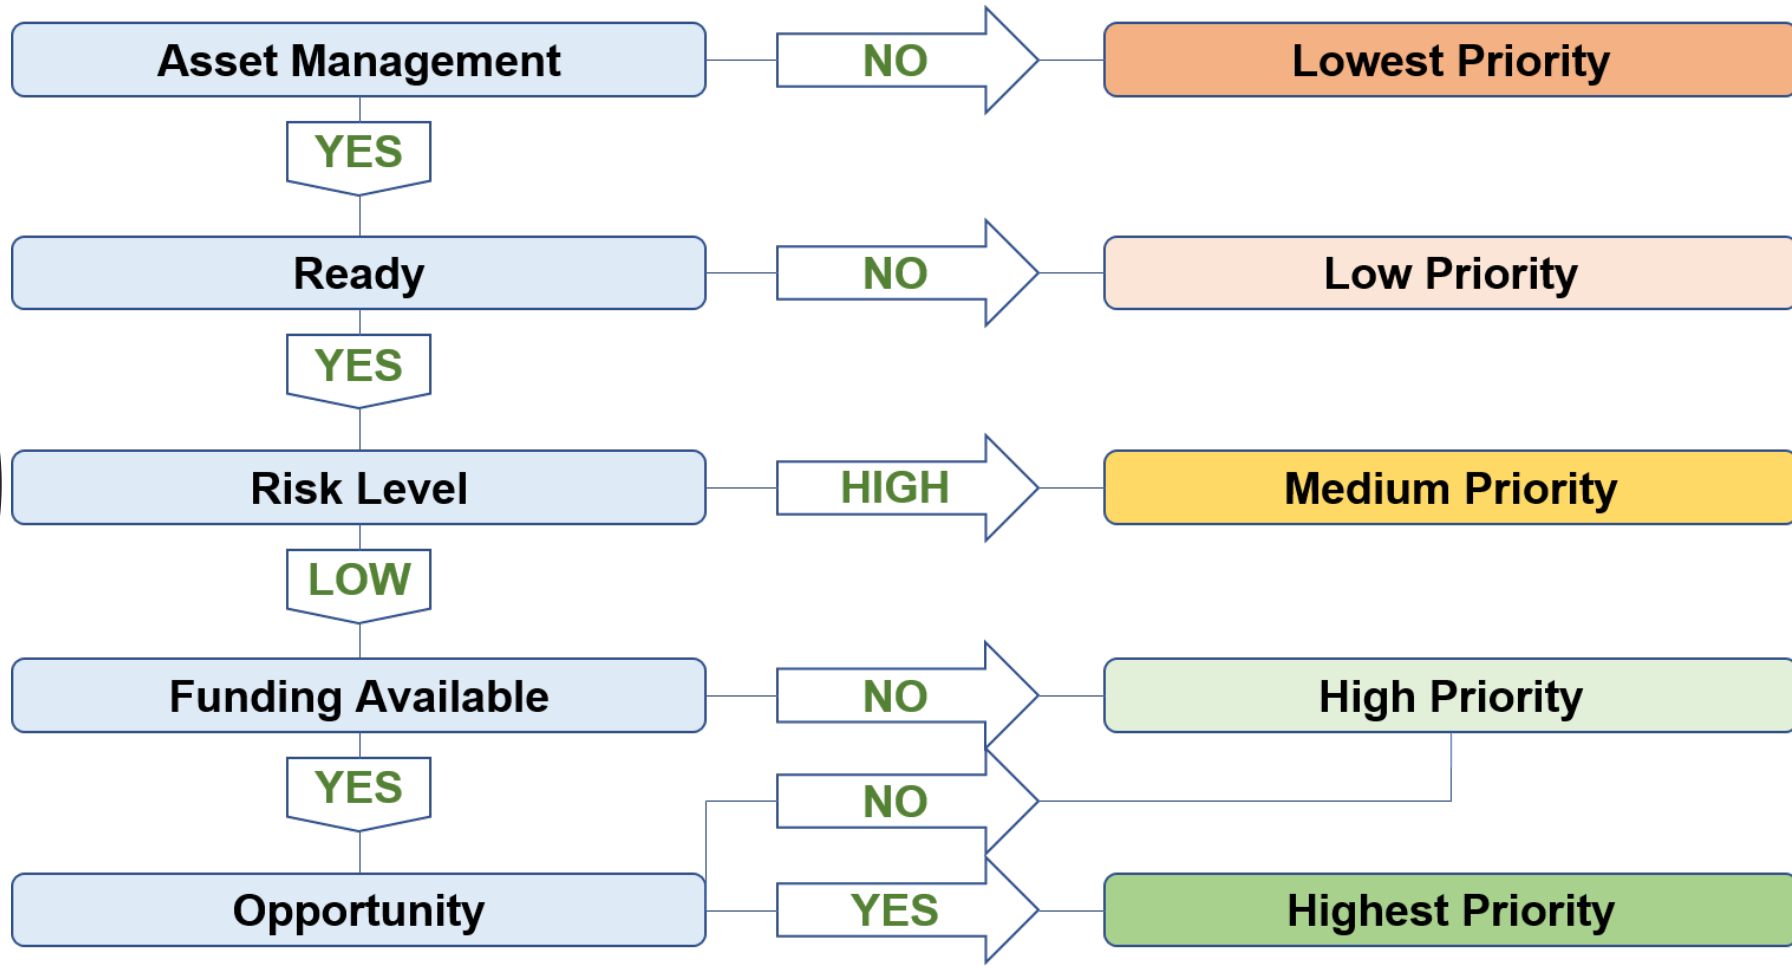 Asset Management
NO
Lowest Priority
YES
Ready
NO
Low Priority
YES
Risk Level
HIGH
Medium Priority
LOW
Funding Available
NO
High Priority
YES
NO
Opportunity
YES
Highest Priority